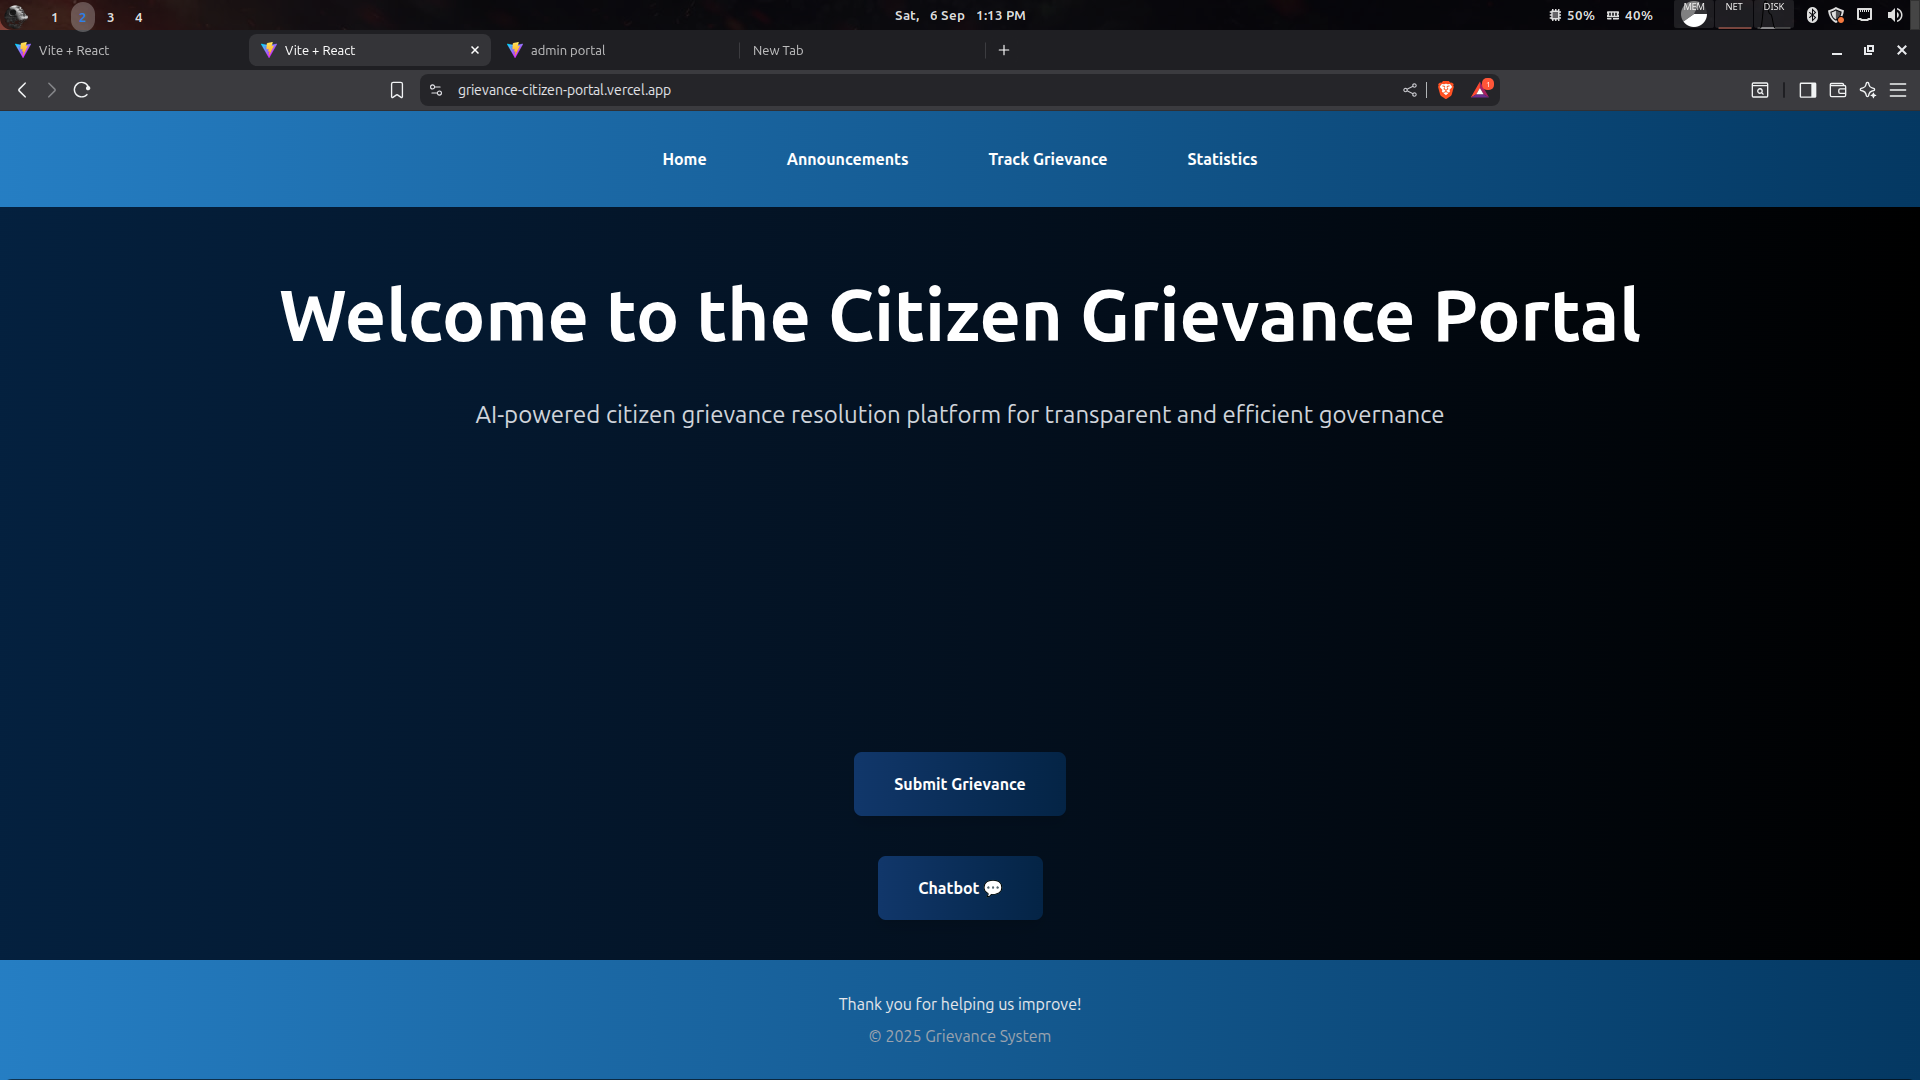 1 2 3 4 Sat, 6 Sep 1:13 PM 50% 40% MEM NET DISK
Vite + React Vite + React admin portal New Tab
grievance-citizen-portal.vercel.app 1
Home Announcements Track Grievance Statistics
Welcome to the Citizen Grievance Portal
AI-powered citizen grievance resolution platform for transparent and efficient governance
Submit Grievance
Chatbot 💬
Thank you for helping us improve!
© 2025 Grievance System